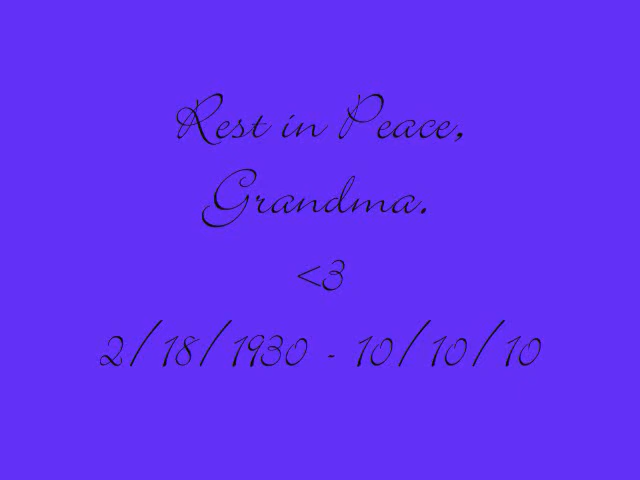 Rest in Peace,
Grandma.
<3
2/18/1930 - 10/10/10